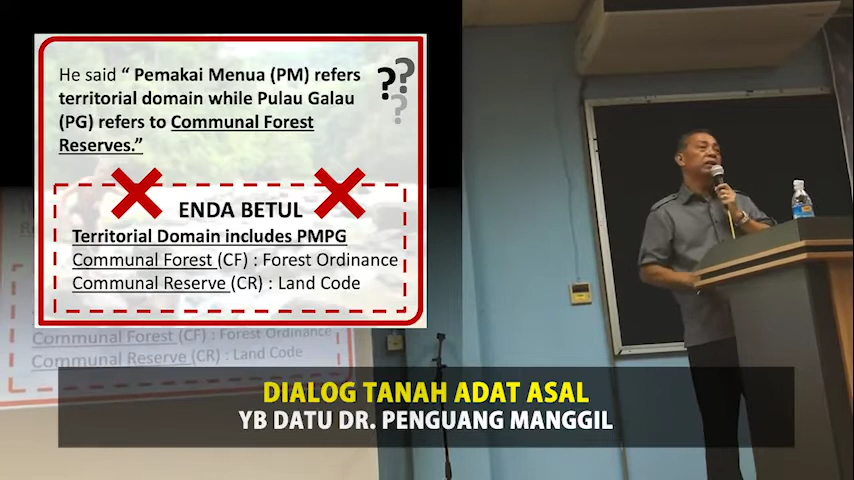 He said “ Pemakai Menua (PM) refers
territorial domain while Pulau Galau
(PG) refers to Communal Forest
Reserves.”
???
ENDA BETUL
Territorial Domain includes PMPG
Communal Forest (CF) : Forest Ordinance
Communal Reserve (CR) : Land Code
Communal Forest (CF) : Forest Ordinance
Communal Reserve (CR) : Land Code
DIALOG TANAH ADAT ASAL
YB DATU DR. PENGUANG MANGGIL